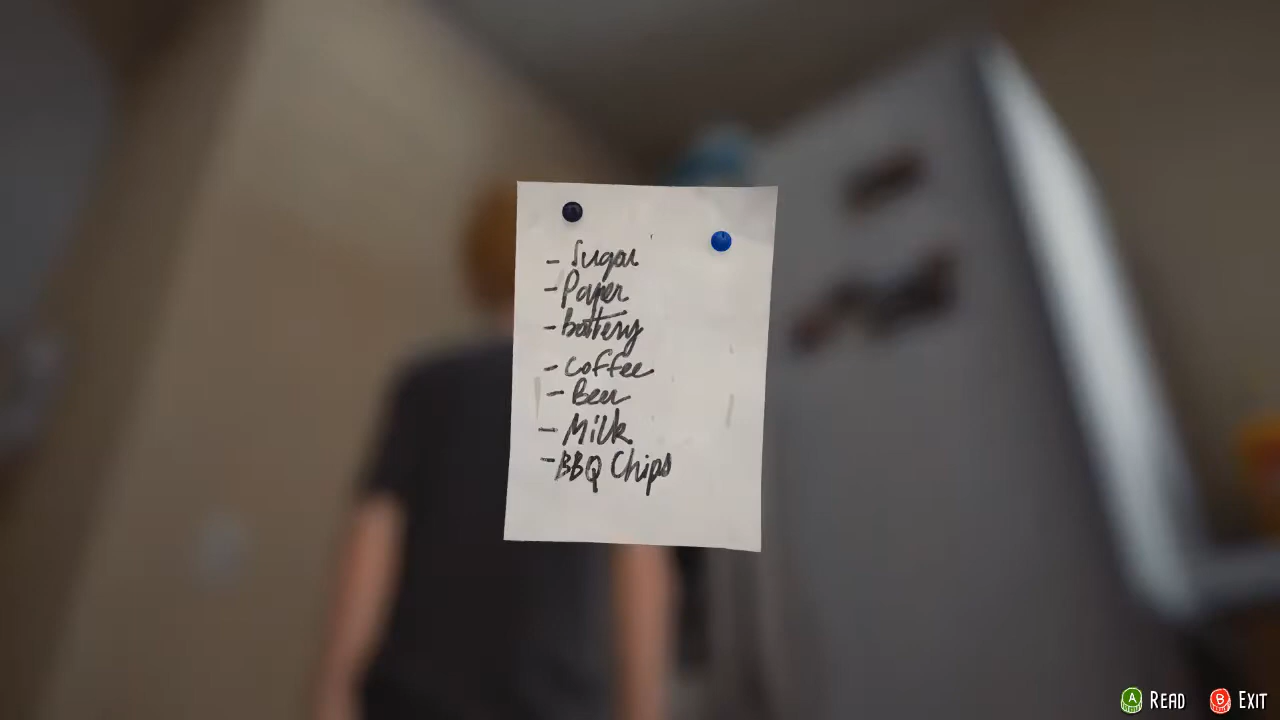 - Sugar
- Paper
- battery
- Coffee
- Beer
- Milk
- BBQ Chips
A READ B EXIT